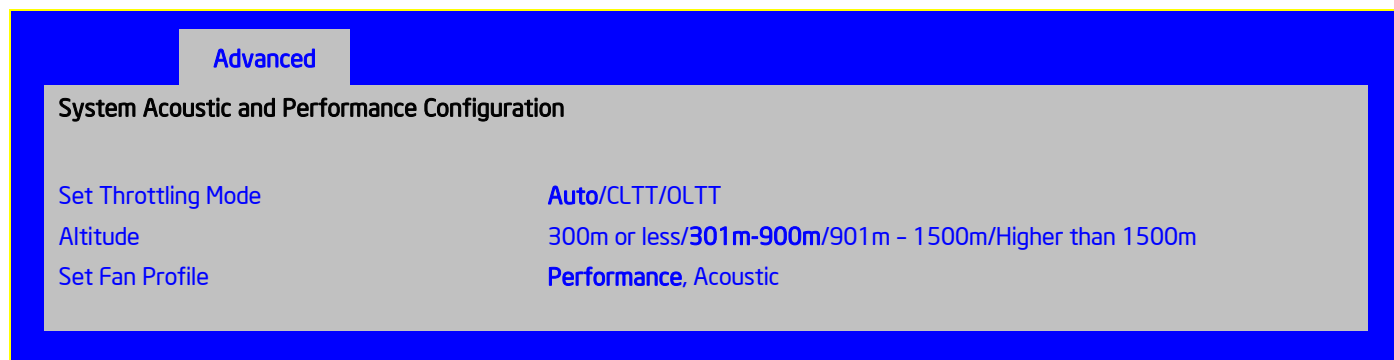 Advanced
System Acoustic and Performance Configuration
Set Throttling Mode Auto/CLTT/OLTT
Altitude 300m or less/301m-900m/901m – 1500m/Higher than 1500m
Set Fan Profile Performance, Acoustic